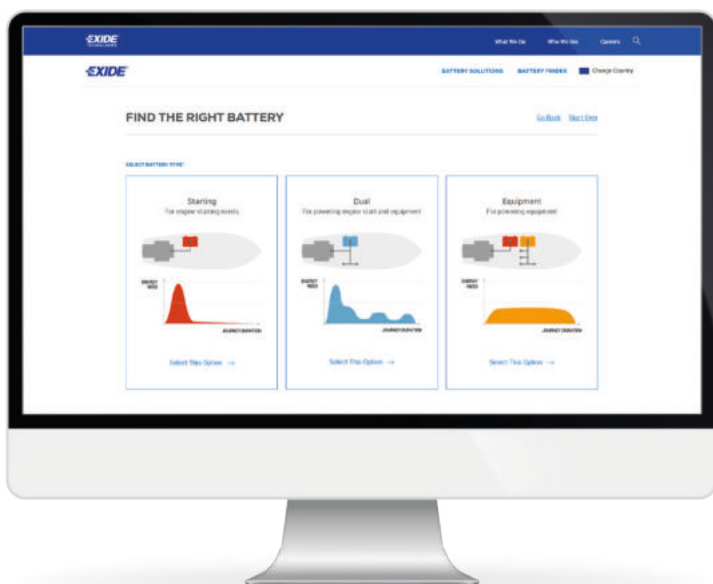 EXIDE
TECHNOLOGIES
What We Do
Who We Are
Careers
EXIDE
BATTERY SOLUTIONS
BATTERY FINDER
Change Country
FIND THE RIGHT BATTERY
Go Back
Start Over
SELECT BATTERY TYPE*
Starting
For engine starting needs
ENERGY
NEED
JOURNEY DURATION
Select This Option →
Dual
For powering engine start and equipment
ENERGY
NEED
JOURNEY DURATION
Select This Option →
Equipment
For powering equipment
ENERGY
NEED
JOURNEY DURATION
Select This Option →